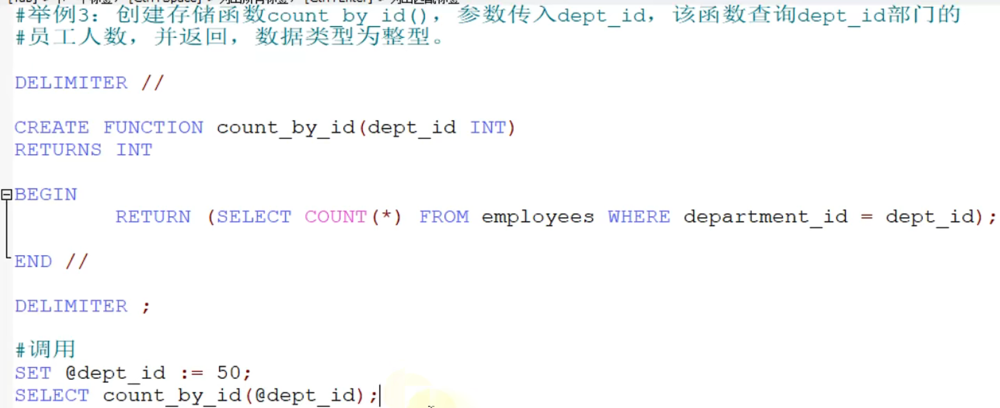 #举例3：创建存储函数count_by_id()，参数传入dept_id，该函数查询dept_id部门的
#员工人数，并返回，数据类型为整型。
DELIMITER //
CREATE FUNCTION count_by_id(dept_id INT)
RETURNS INT
BEGIN
RETURN (SELECT COUNT(*) FROM employees WHERE department_id = dept_id);
END //
DELIMITER ;
#调用
SET @dept_id := 50;
SELECT count_by_id(@dept_id);